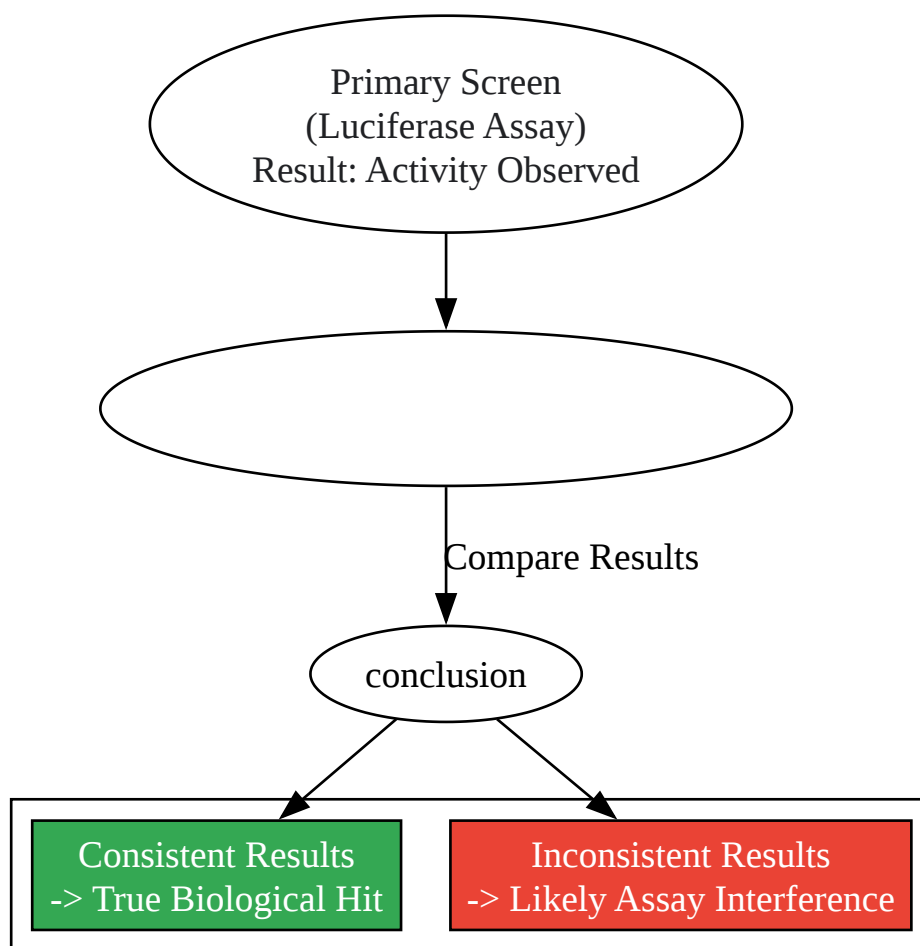 Primary Screen
(Luciferase Assay)
Result: Activity Observed
Compare Results
conclusion
Consistent Results
-> True Biological Hit
Inconsistent Results
-> Likely Assay Interference